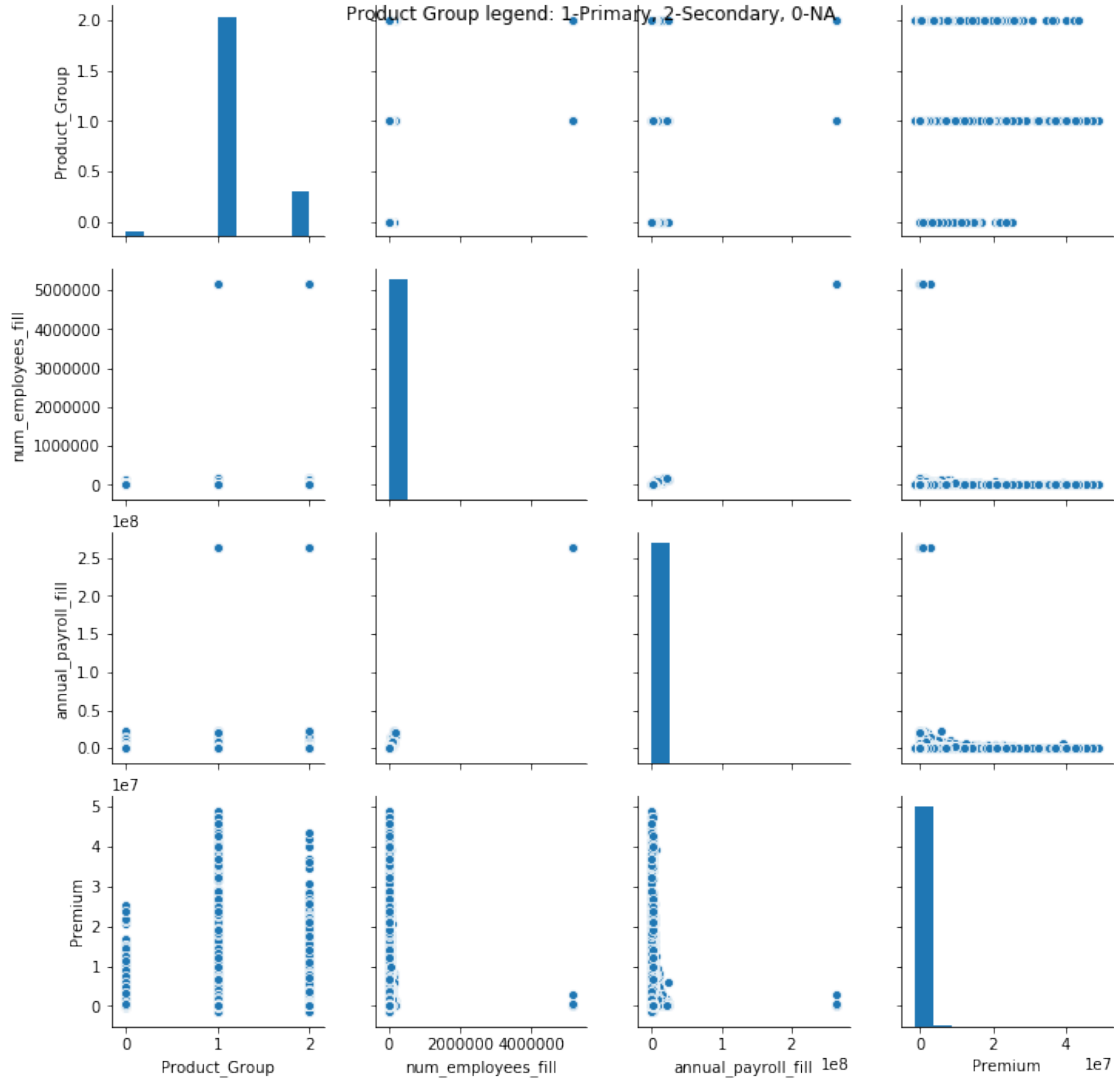 Product Group legend: 1-Primary, 2-Secondary, 0-NA
2.0
1.5
1.0
0.5
0.0
Product_Group
5000000
4000000
3000000
2000000
1000000
0
num_employees_fill
1e8
2.5
2.0
1.5
1.0
0.5
0.0
annual_payroll_fill
1e7
5
4
3
2
1
0
Premium
0 2
Product_Group
0 2000000 4000000
num_employees_fill
0 1 2
1e8
annual_payroll_fill
0 2 4
1e7
Premium